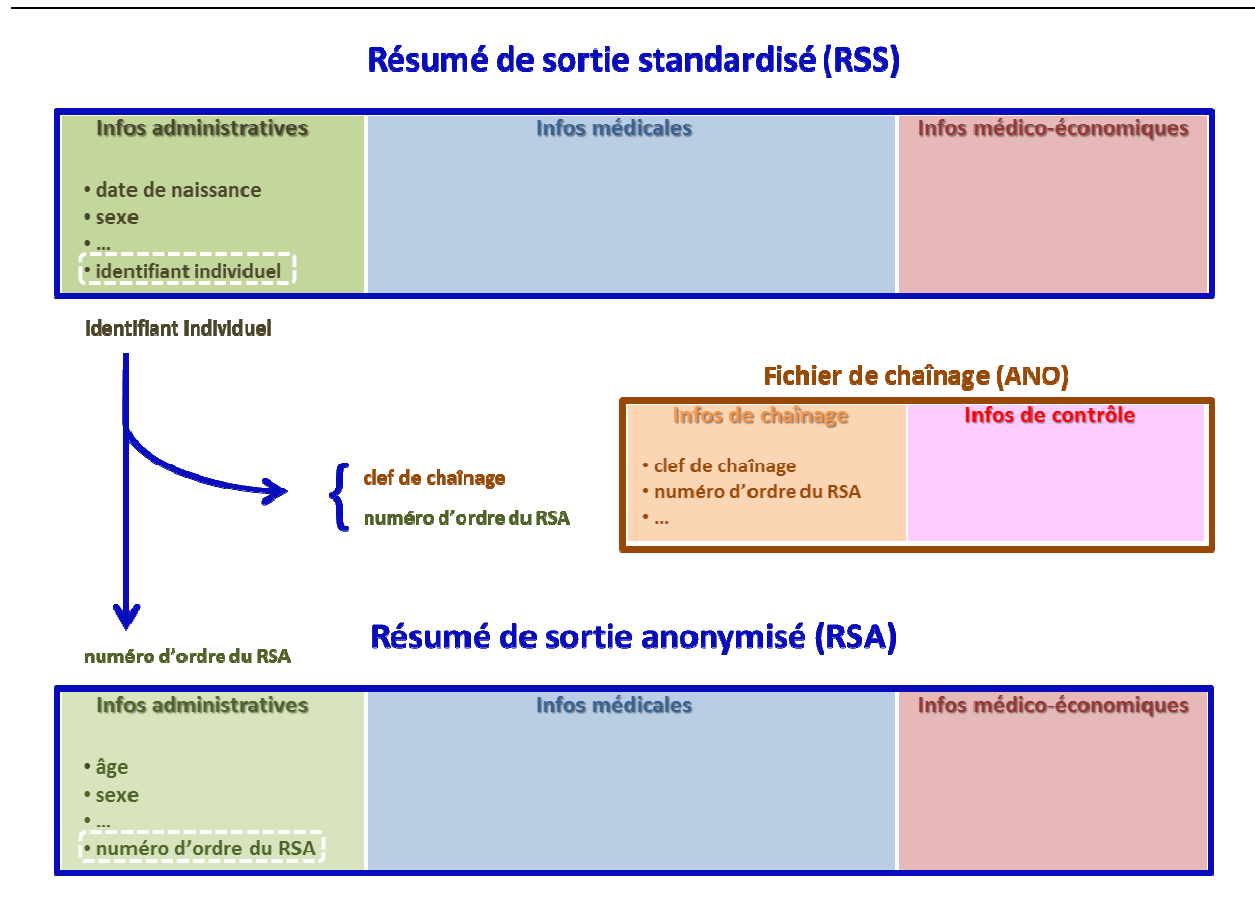 Résumé de sortie standardisé (RSS)
Infos administratives
Infos médicales
Infos médico-économiques
• date de naissance
• sexe
• ...
• identifiant individuel
Identifiant Individuel
Fichier de chaînage (ANO)
Infos de chaînage
Infos de contrôle
• clef de chaînage
• numéro d'ordre du RSA
• ...
{ clef de chaînage
numéro d'ordre du RSA
Résumé de sortie anonymisé (RSA)
numéro d'ordre du RSA
Infos administratives
Infos médicales
Infos médico-économiques
• âge
• sexe
• ...
• numéro d'ordre du RSA